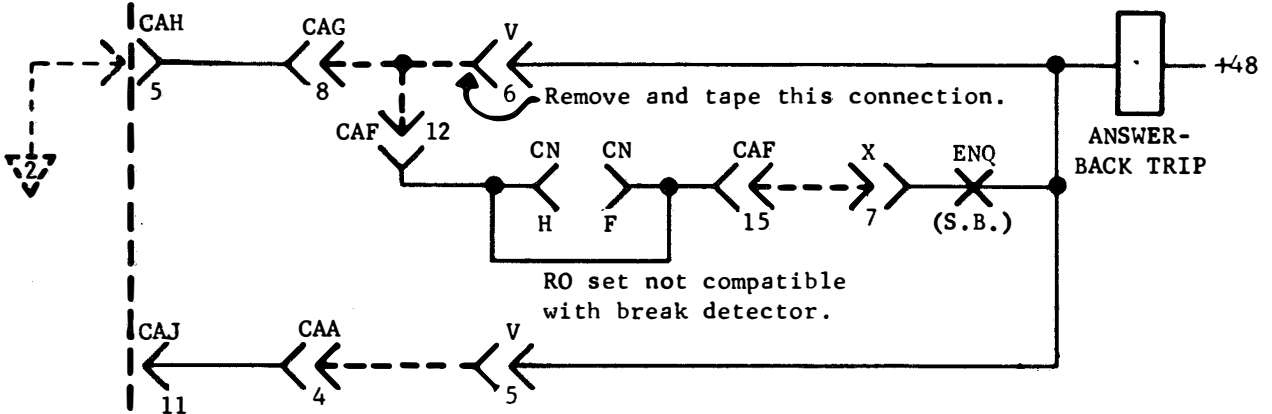 CAH CAG V
5 8 6 +48
Remove and tape this connection.
CAF 12
ANSWER-
BACK TRIP
2
CN CN CAF X ENQ
H F 15 7 (S.B.)
RO set not compatible
with break detector.
CAJ CAA V
11 4 5